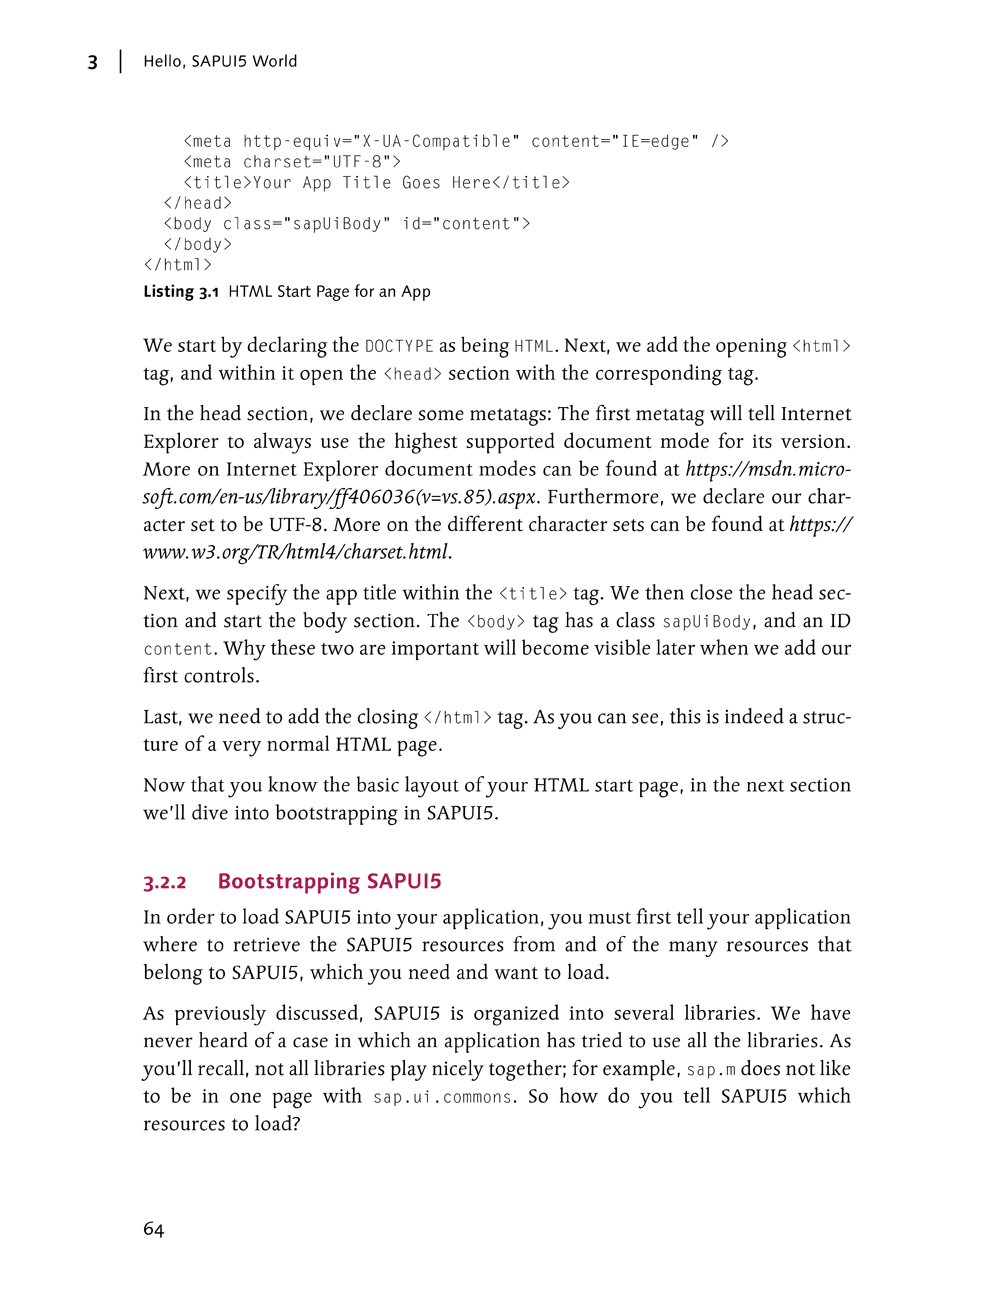 3 | Hello, SAPUI5 World
<meta http-equiv="X-UA-Compatible" content="IE=edge" />
<meta charset="UTF-8">
<title>Your App Title Goes Here</title>
</head>
<body class="sapUiBody" id="content">
</body>
</html>
Listing 3.1 HTML Start Page for an App
We start by declaring the DOCTYPE as being HTML. Next, we add the opening <html>
tag, and within it open the <head> section with the corresponding tag.
In the head section, we declare some metatags: The first metatag will tell Internet
Explorer to always use the highest supported document mode for its version.
More on Internet Explorer document modes can be found at https://msdn.micro-
soft.com/en-us/library/ff406036(v=vs.85).aspx. Furthermore, we declare our char-
acter set to be UTF-8. More on the different character sets can be found at https://
www.w3.org/TR/html4/charset.html.
Next, we specify the app title within the <title> tag. We then close the head sec-
tion and start the body section. The <body> tag has a class sapUiBody, and an ID
content. Why these two are important will become visible later when we add our
first controls.
Last, we need to add the closing </html> tag. As you can see, this is indeed a struc-
ture of a very normal HTML page.
Now that you know the basic layout of your HTML start page, in the next section
we'll dive into bootstrapping in SAPUI5.
3.2.2 Bootstrapping SAPUI5
In order to load SAPUI5 into your application, you must first tell your application
where to retrieve the SAPUI5 resources from and of the many resources that
belong to SAPUI5, which you need and want to load.
As previously discussed, SAPUI5 is organized into several libraries. We have
never heard of a case in which an application has tried to use all the libraries. As
you'll recall, not all libraries play nicely together; for example, sap.m does not like
to be in one page with sap.ui.commons. So how do you tell SAPUI5 which
resources to load?
64